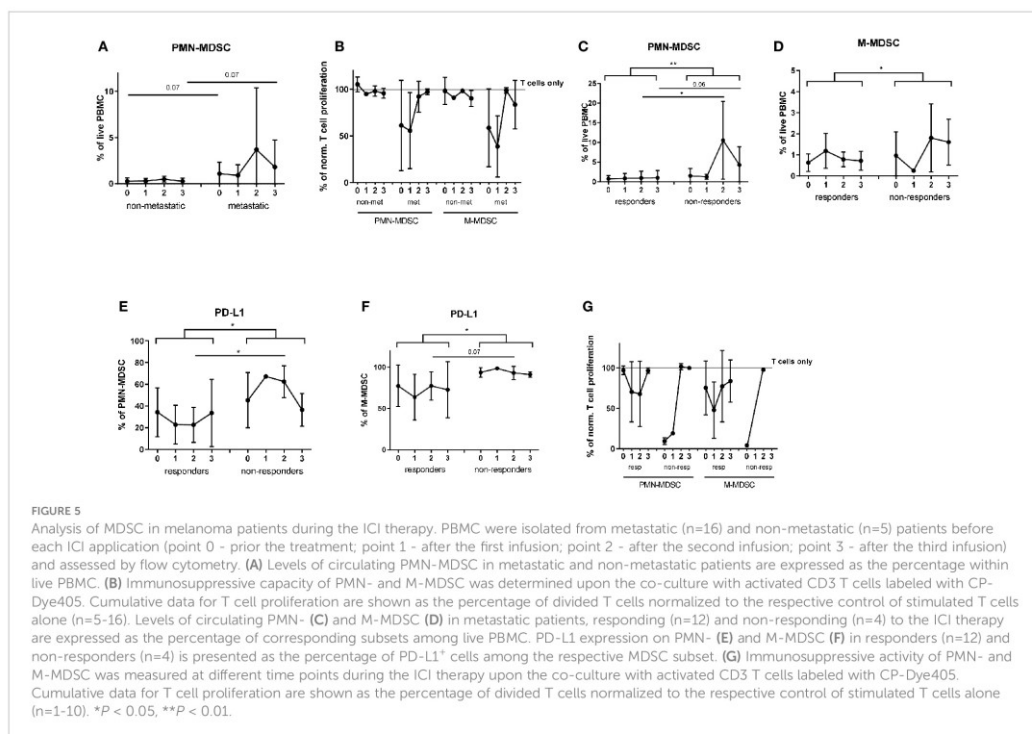 A
PMN-MDSC
0.07
0.07
% of live PBMC
10
5
0
0 1 2 3 0 1 2 3
non-metastatic metastatic
B
T cells only
% of norm. T cell proliferation
100
50
0 1 2 3 0 1 2 3 0 1 2 3 0 1 2 3
non-met met non-met met
PMN-MDSC M-MDSC
C
PMN-MDSC
**
0.06
*
% of live PBMC
25
20
15
10
5
0
0 1 2 3 0 1 2 3
responders non-responders
D
M-MDSC
*
% of live PBMC
5
4
3
2
1
0
0 1 2 3 0 1 2 3
responders non-responders
E
PD-L1
*
*
% of PMN-MDSC
100
80
60
40
20
0
0 1 2 3 0 1 2 3
responders non-responders
F
PD-L1
*
0.07
% of M-MDSC
100
50
0
0 1 2 3 0 1 2 3
responders non-responders
G
T cells only
% of norm. T cell proliferation
100
50
0 1 2 3 0 1 2 3 0 1 2 3 0 1 2 3
resp non-resp resp non-resp
PMN-MDSC M-MDSC
FIGURE 5
Analysis of MDSC in melanoma patients during the ICI therapy. PBMC were isolated from metastatic (n=16) and non-metastatic (n=5) patients before
each ICI application (point 0 - prior the treatment; point 1 - after the first infusion; point 2 - after the second infusion; point 3 - after the third infusion)
and assessed by flow cytometry. (A) Levels of circulating PMN-MDSC in metastatic and non-metastatic patients are expressed as the percentage within
live PBMC. (B) Immunosuppressive capacity of PMN- and M-MDSC was determined upon the co-culture with activated CD3 T cells labeled with CP-
Dye405. Cumulative data for T cell proliferation are shown as the percentage of divided T cells normalized to the respective control of stimulated T cells
alone (n=5-16). Levels of circulating PMN- (C) and M-MDSC (D) in metastatic patients, responding (n=12) and non-responding (n=4) to the ICI therapy
are expressed as the percentage of corresponding subsets among live PBMC. PD-L1 expression on PMN- (E) and M-MDSC (F) in responders (n=12) and
non-responders (n=4) is presented as the percentage of PD-L1⁺ cells among the respective MDSC subset. (G) Immunosuppressive activity of PMN- and
M-MDSC was measured at different time points during the ICI therapy upon the co-culture with activated CD3 T cells labeled with CP-Dye405.
Cumulative data for T cell proliferation are shown as the percentage of divided T cells normalized to the respective control of stimulated T cells alone
(n=1-10). *P < 0.05, **P < 0.01.